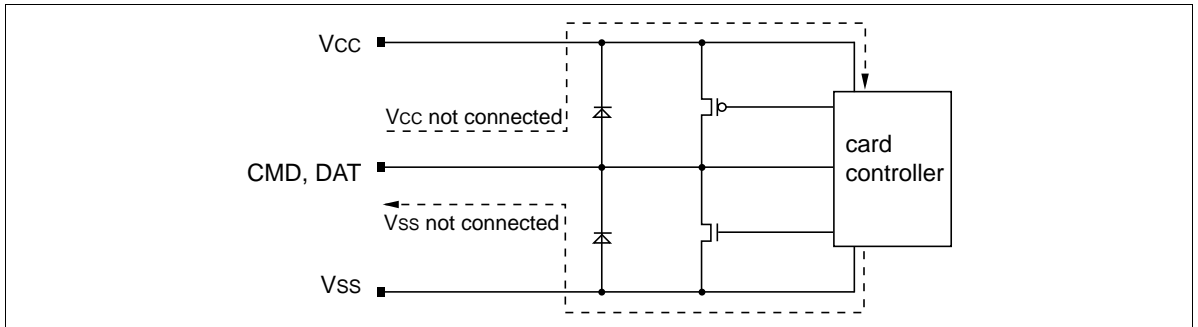 VCC
VCC not connected
card
controller
CMD, DAT
VSS not connected
VSS